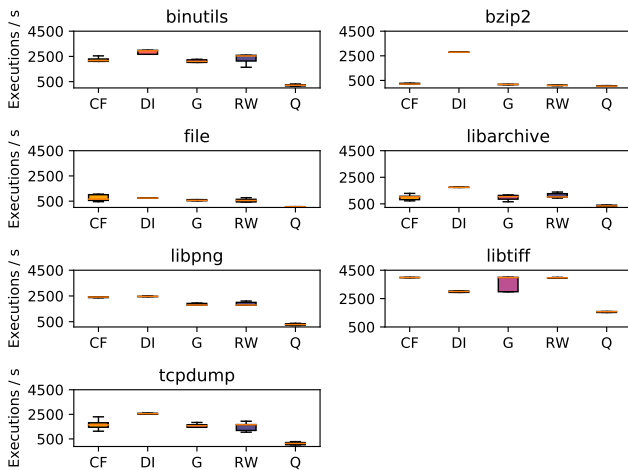 binutils
bzip2
Executions / s
4500
2500
500
CF DI G RW Q
4500
2500
500
CF DI G RW Q
file
libarchive
Executions / s
4500
2500
500
CF DI G RW Q
4500
2500
500
CF DI G RW Q
libpng
libtiff
Executions / s
4500
2500
500
CF DI G RW Q
4500
2500
500
CF DI G RW Q
tcpdump
Executions / s
4500
2500
500
CF DI G RW Q